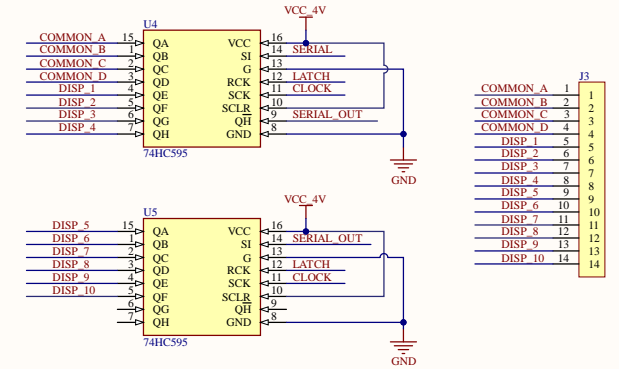 VCC_4V
U4
COMMON_A 15 QA VCC 16
COMMON_B 1 QB SI 14 SERIAL
COMMON_C 2 QC G 13
COMMON_D 3 QD RCK 12 LATCH
DISP_1 4 QE SCK 11 CLOCK
DISP_2 5 QF SCLR 10
DISP_3 6 QG QH 9 SERIAL_OUT
DISP_4 7 QH GND 8
74HC595
GND
VCC_4V
U5
DISP_5 15 QA VCC 16
DISP_6 1 QB SI 14 SERIAL_OUT
DISP_7 2 QC G 13
DISP_8 3 QD RCK 12 LATCH
DISP_9 4 QE SCK 11 CLOCK
DISP_10 5 QF SCLR 10
6 QG QH 9
7 QH GND 8
74HC595
GND
J3
COMMON_A 1 1
COMMON_B 2 2
COMMON_C 3 3
COMMON_D 4 4
DISP_1 5 5
DISP_2 6 6
DISP_3 7 7
DISP_4 8 8
DISP_5 9 9
DISP_6 10 10
DISP_7 11 11
DISP_8 12 12
DISP_9 13 13
DISP_10 14 14